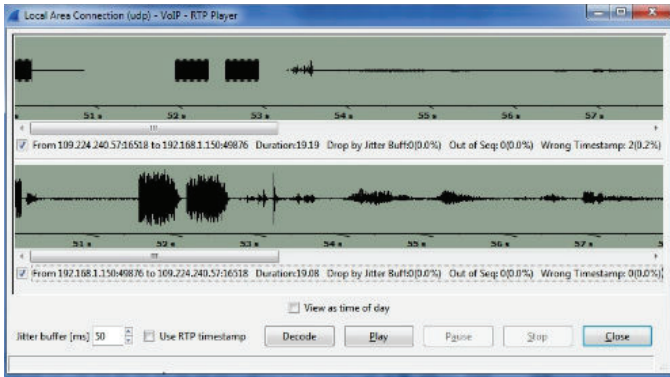 Local Area Connection (udp) - VoIP - RTP Player
51 s 52 s 53 s 54 s 55 s 56 s 57 s
From 109.224.240.57:16518 to 192.168.1.150:49876 Duration:19.19 Drop by Jitter Buff:0(0.0%) Out of Seq: 0(0.0%) Wrong Timestamp: 2(0.2%)
51 s 52 s 53 s 54 s 55 s 56 s 57 s 5
From 192.168.1.150:49876 to 109.224.240.57:16518 Duration:19.08 Drop by Jitter Buff:0(0.0%) Out of Seq: 0(0.0%) Wrong Timestamp: 0(0.0%)
View as time of day
Jitter buffer [ms] 50 Use RTP timestamp Decode Play Pause Stop Close